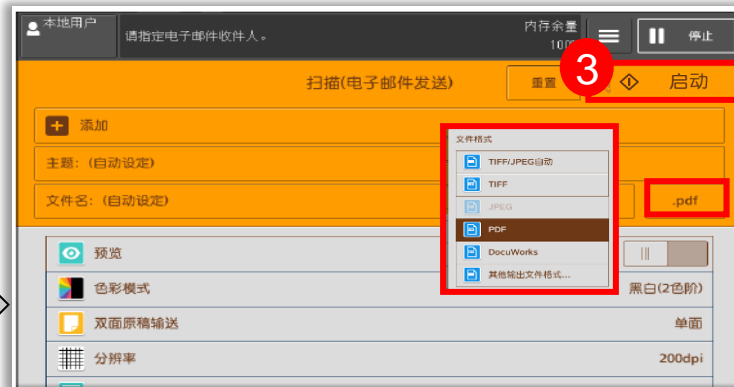 本地用户
请指定电子邮件收件人。
内存余量
100
停止
扫描(电子邮件发送)
重置
3
启动
添加
主题: (自动设定)
文件名: (自动设定)
.pdf
文件格式
TIFF/JPEG自动
TIFF
JPEG
PDF
DocuWorks
其他输出文件格式...
预览
色彩模式
黑白(2色阶)
双面原稿输送
单面
分辨率
200dpi